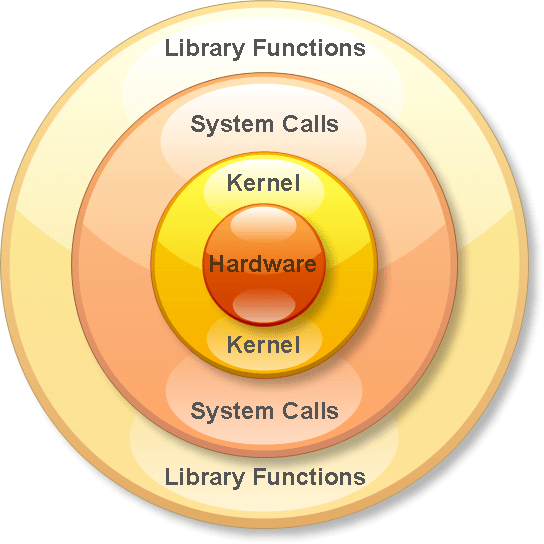 Library Functions
System Calls
Kernel
Hardware
Kernel
System Calls
Library Functions